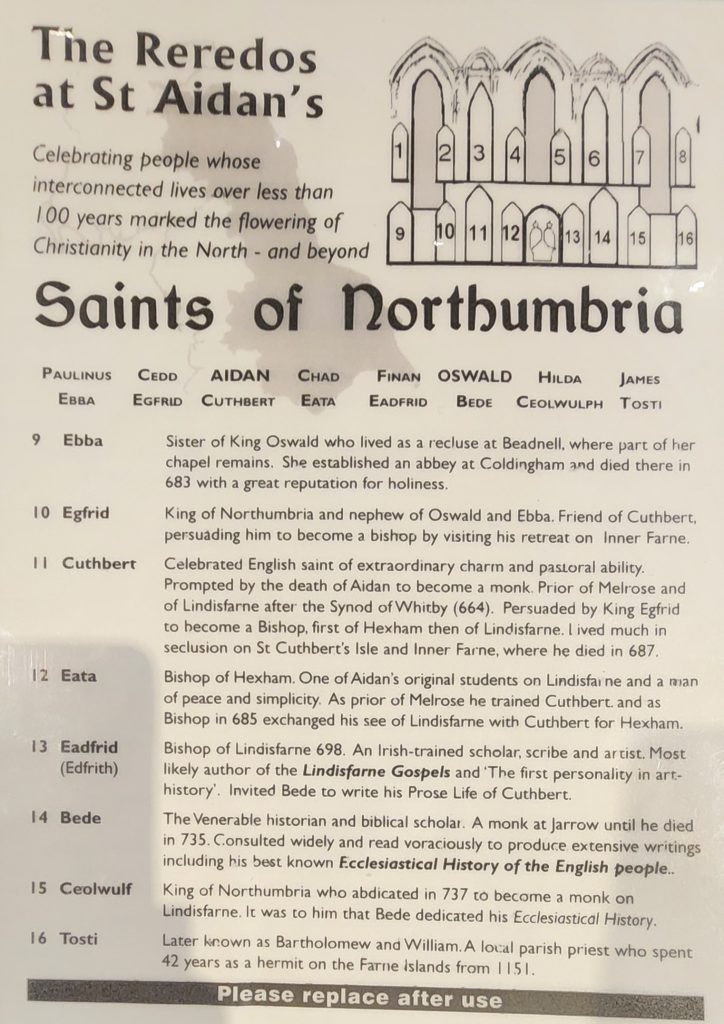 The Reredos
at St Aidan's
Celebrating people whose
interconnected lives over less than
100 years marked the flowering of
Christianity in the North - and beyond
1 2 3 4 5 6 7 8
9 10 11 12 13 14 15 16
Saints of Northumbria
PAULINUS CEDD AIDAN CHAD FINAN OSWALD HILDA JAMES
EBBA EGFRID CUTHBERT EATA EADFRID BEDE CEOLWULPH TOSTI
9 Ebba Sister of King Oswald who lived as a recluse at Beadnell, where part of her
chapel remains. She established an abbey at Coldingham and died there in
683 with a great reputation for holiness.
10 Egfrid King of Northumbria and nephew of Oswald and Ebba. Friend of Cuthbert,
persuading him to become a bishop by visiting his retreat on Inner Farne.
11 Cuthbert Celebrated English saint of extraordinary charm and pastoral ability.
Prompted by the death of Aidan to become a monk. Prior of Melrose and
of Lindisfarne after the Synod of Whitby (664). Persuaded by King Egfrid
to become a Bishop, first of Hexham then of Lindisfarne. Lived much in
seclusion on St Cuthbert's Isle and Inner Farne, where he died in 687.
12 Eata Bishop of Hexham. One of Aidan's original students on Lindisfarne and a man
of peace and simplicity. As prior of Melrose he trained Cuthbert. and as
Bishop in 685 exchanged his see of Lindisfarne with Cuthbert for Hexham.
13 Eadfrid Bishop of Lindisfarne 698. An Irish-trained scholar, scribe and artist. Most
(Edfrith) likely author of the Lindisfarne Gospels and 'The first personality in art-
history'. Invited Bede to write his Prose Life of Cuthbert.
14 Bede The Venerable historian and biblical scholar. A monk at Jarrow until he died
in 735. Consulted widely and read voraciously to produce extensive writings
including his best known Ecclesiastical History of the English people..
15 Ceolwulf King of Northumbria who abdicated in 737 to become a monk on
Lindisfarne. It was to him that Bede dedicated his Ecclesiastical History.
16 Tosti Later known as Bartholomew and William. A local parish priest who spent
42 years as a hermit on the Farne Islands from 1151.
Please replace after use